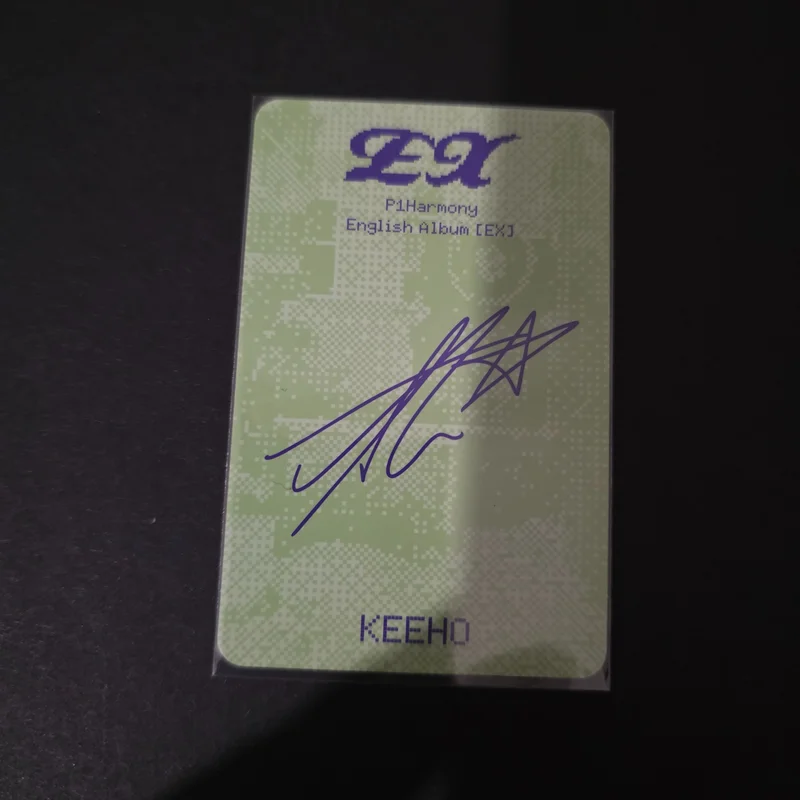 EX
P1Harmony
English Album [EX]
KEEHO